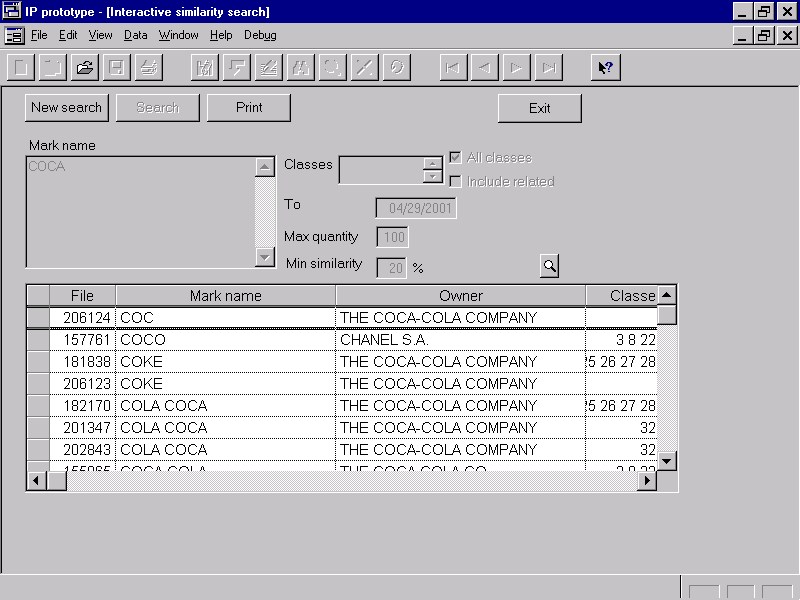 IP prototype - [Interactive similarity search]
File Edit View Data Window Help Debug
New search Search Print Exit
Mark name
COCA
Classes All classes
Include related
To 04/29/2001
Max quantity 100
Min similarity 20 %
File Mark name Owner Classe
206124 COC THE COCA-COLA COMPANY
157761 COCO CHANEL S.A. 3 8 22
181838 COKE THE COCA-COLA COMPANY 25 26 27 28
206123 COKE THE COCA-COLA COMPANY
182170 COLA COCA THE COCA-COLA COMPANY 25 26 27 28
201347 COLA COCA THE COCA-COLA COMPANY 32
202843 COLA COCA THE COCA-COLA COMPANY 32
COCA COLA THE COCA-COLA CO